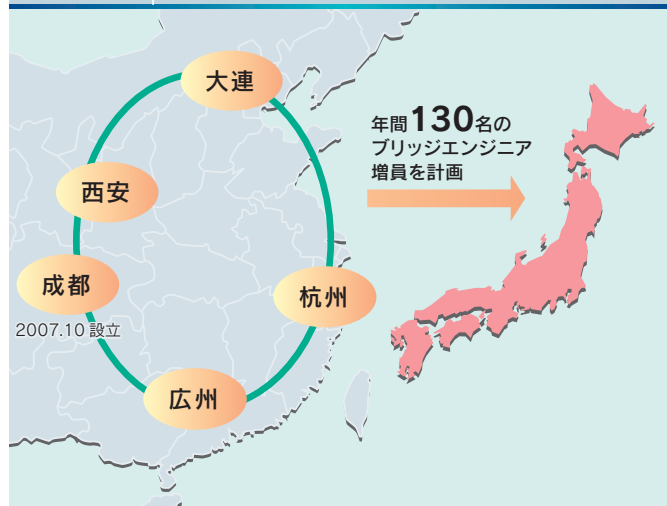 大連
年間130名の
ブリッジエンジニア
増員を計画
西安
成都
2007.10 設立
杭州
広州